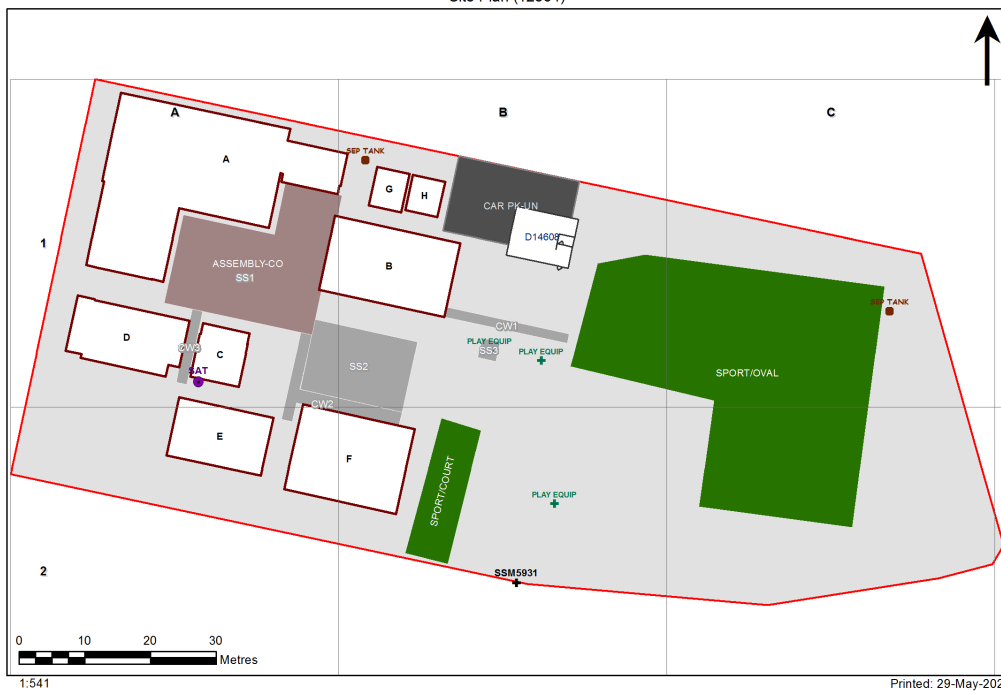 A
B
C
A
SEP TANK
G
H
CAR PK-UN
D14608
1
ASSEMBLY-CO
SS1
B
SEP TANK
CW1
D
CW3
C
PLAY EQUIP
SS3
PLAY EQUIP
SS2
SAT
SPORT/OVAL
CW2
E
F
SPORT/COURT
PLAY EQUIP
2
SSM5931
0 10 20 30
Metres
1:541